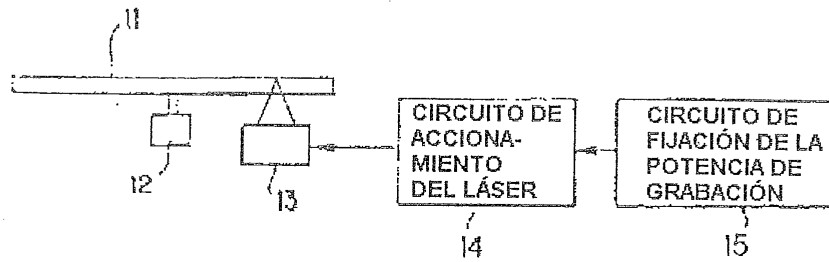 11
12
13
CIRCUITO DE
ACCIONA-
MIENTO
DEL LÁSER
14
CIRCUITO DE
FIJACIÓN DE LA
POTENCIA DE
GRABACIÓN
15